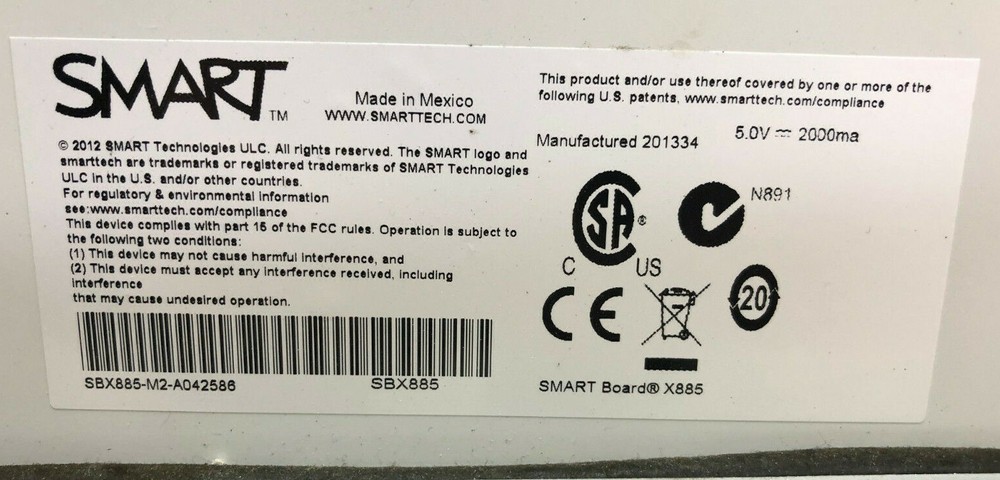 SMART™
Made in Mexico
WWW.SMARTTECH.COM
© 2012 SMART Technologies ULC. All rights reserved. The SMART logo and
smarttech are trademarks or registered trademarks of SMART Technologies
ULC in the U.S. and/or other countries.
For regulatory & environmental information
see:www.smarttech.com/compliance
This device complies with part 15 of the FCC rules. Operation is subject to
the following two conditions:
(1) This device may not cause harmful interference, and
(2) This device must accept any interference received, including
interference
that may cause undesired operation.
SBX885-M2-A042586 SBX885
This product and/or use thereof covered by one or more of the
following U.S. patents. www.smarttech.com/compliance
Manufactured 201334 5.0V ⎓ 2000ma
SA®
C US
N891
CE
20
SMART Board® X885